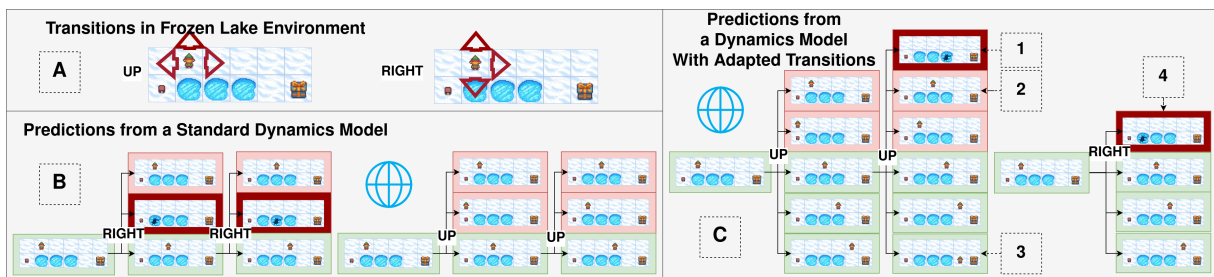 Transitions in Frozen Lake Environment
A
UP
RIGHT
Predictions from a Standard Dynamics Model
B
RIGHT
RIGHT
UP
UP
Predictions from
a Dynamics Model
With Adapted Transitions
1
2
4
UP
UP
RIGHT
C
3